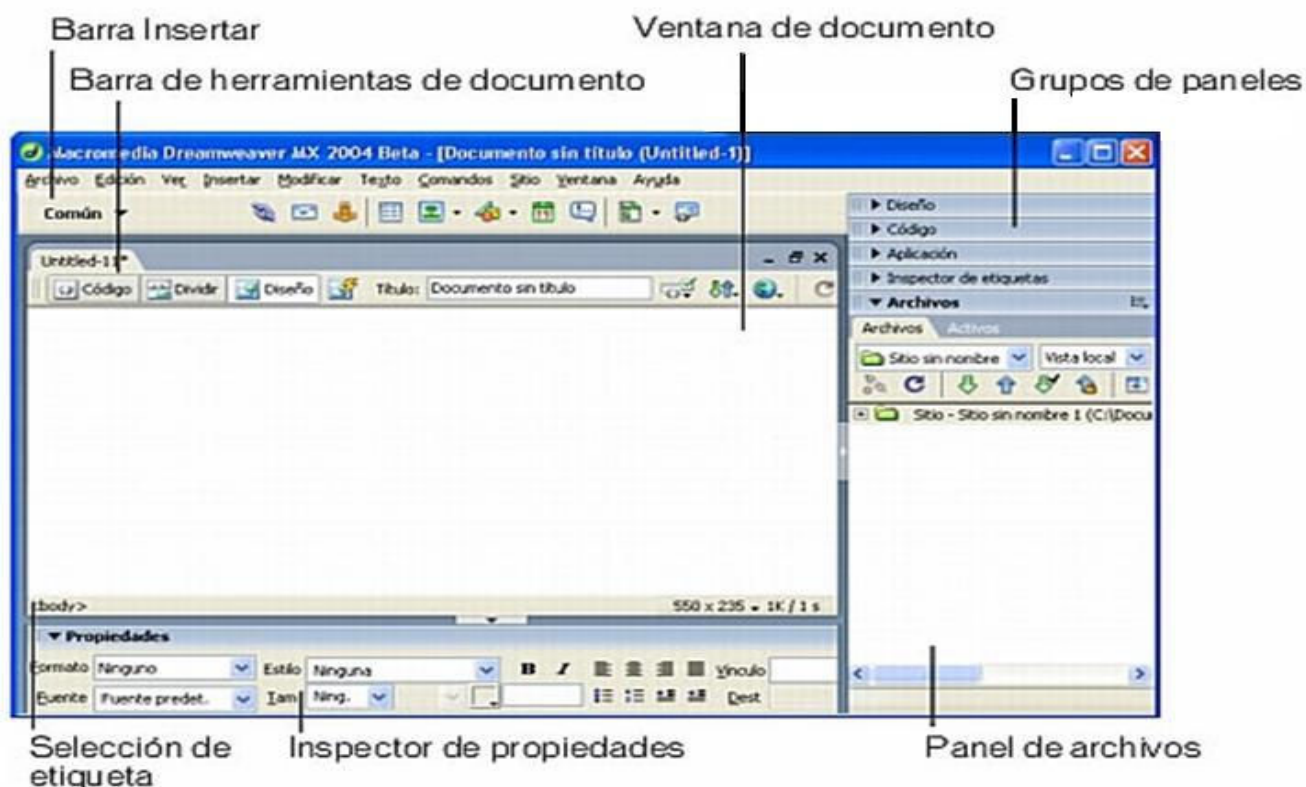 Barra Insertar
Ventana de documento
Barra de herramientas de documento
Grupos de paneles
Macromedia Dreamweaver MX 2004 Beta - [Documento sin título (Untitled-1)]
Archivo Edición Ver Insertar Modificar Texto Comandos Sitio Ventana Ayuda
Común
Diseño
Código
Aplicación
Inspector de etiquetas
Archivos
Untitled-1*
Código Dividir Diseño Título: Documento sin título
Archivos Activos
Sitio sin nombre Vista local
Sitio - Sitio sin nombre 1 (C:\Docu
<body> 550 x 235 1K / 1 s
Propiedades
Formato Ninguno Estilo Ninguna B I Vínculo
Fuente Fuente predet. Tam Ning. Dest
Selección de
etiqueta
Inspector de propiedades
Panel de archivos